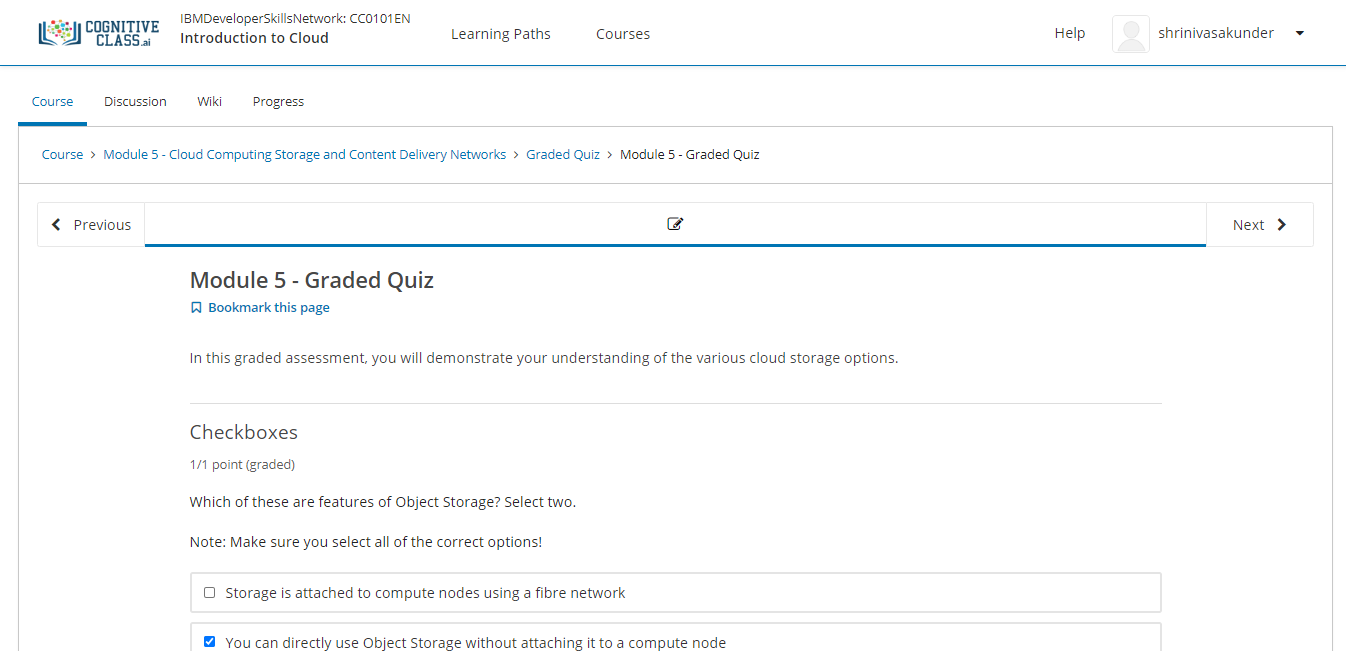 COGNITIVE
CLASS.ai
IBMDeveloperSkillsNetwork: CC0101EN
Introduction to Cloud
Learning Paths
Courses
Help
shrinivasakunder
Course
Discussion
Wiki
Progress
Course > Module 5 - Cloud Computing Storage and Content Delivery Networks > Graded Quiz > Module 5 - Graded Quiz
Previous
Next
Module 5 - Graded Quiz
Bookmark this page
In this graded assessment, you will demonstrate your understanding of the various cloud storage options.
Checkboxes
1/1 point (graded)
Which of these are features of Object Storage? Select two.
Note: Make sure you select all of the correct options!
Storage is attached to compute nodes using a fibre network
You can directly use Object Storage without attaching it to a compute node